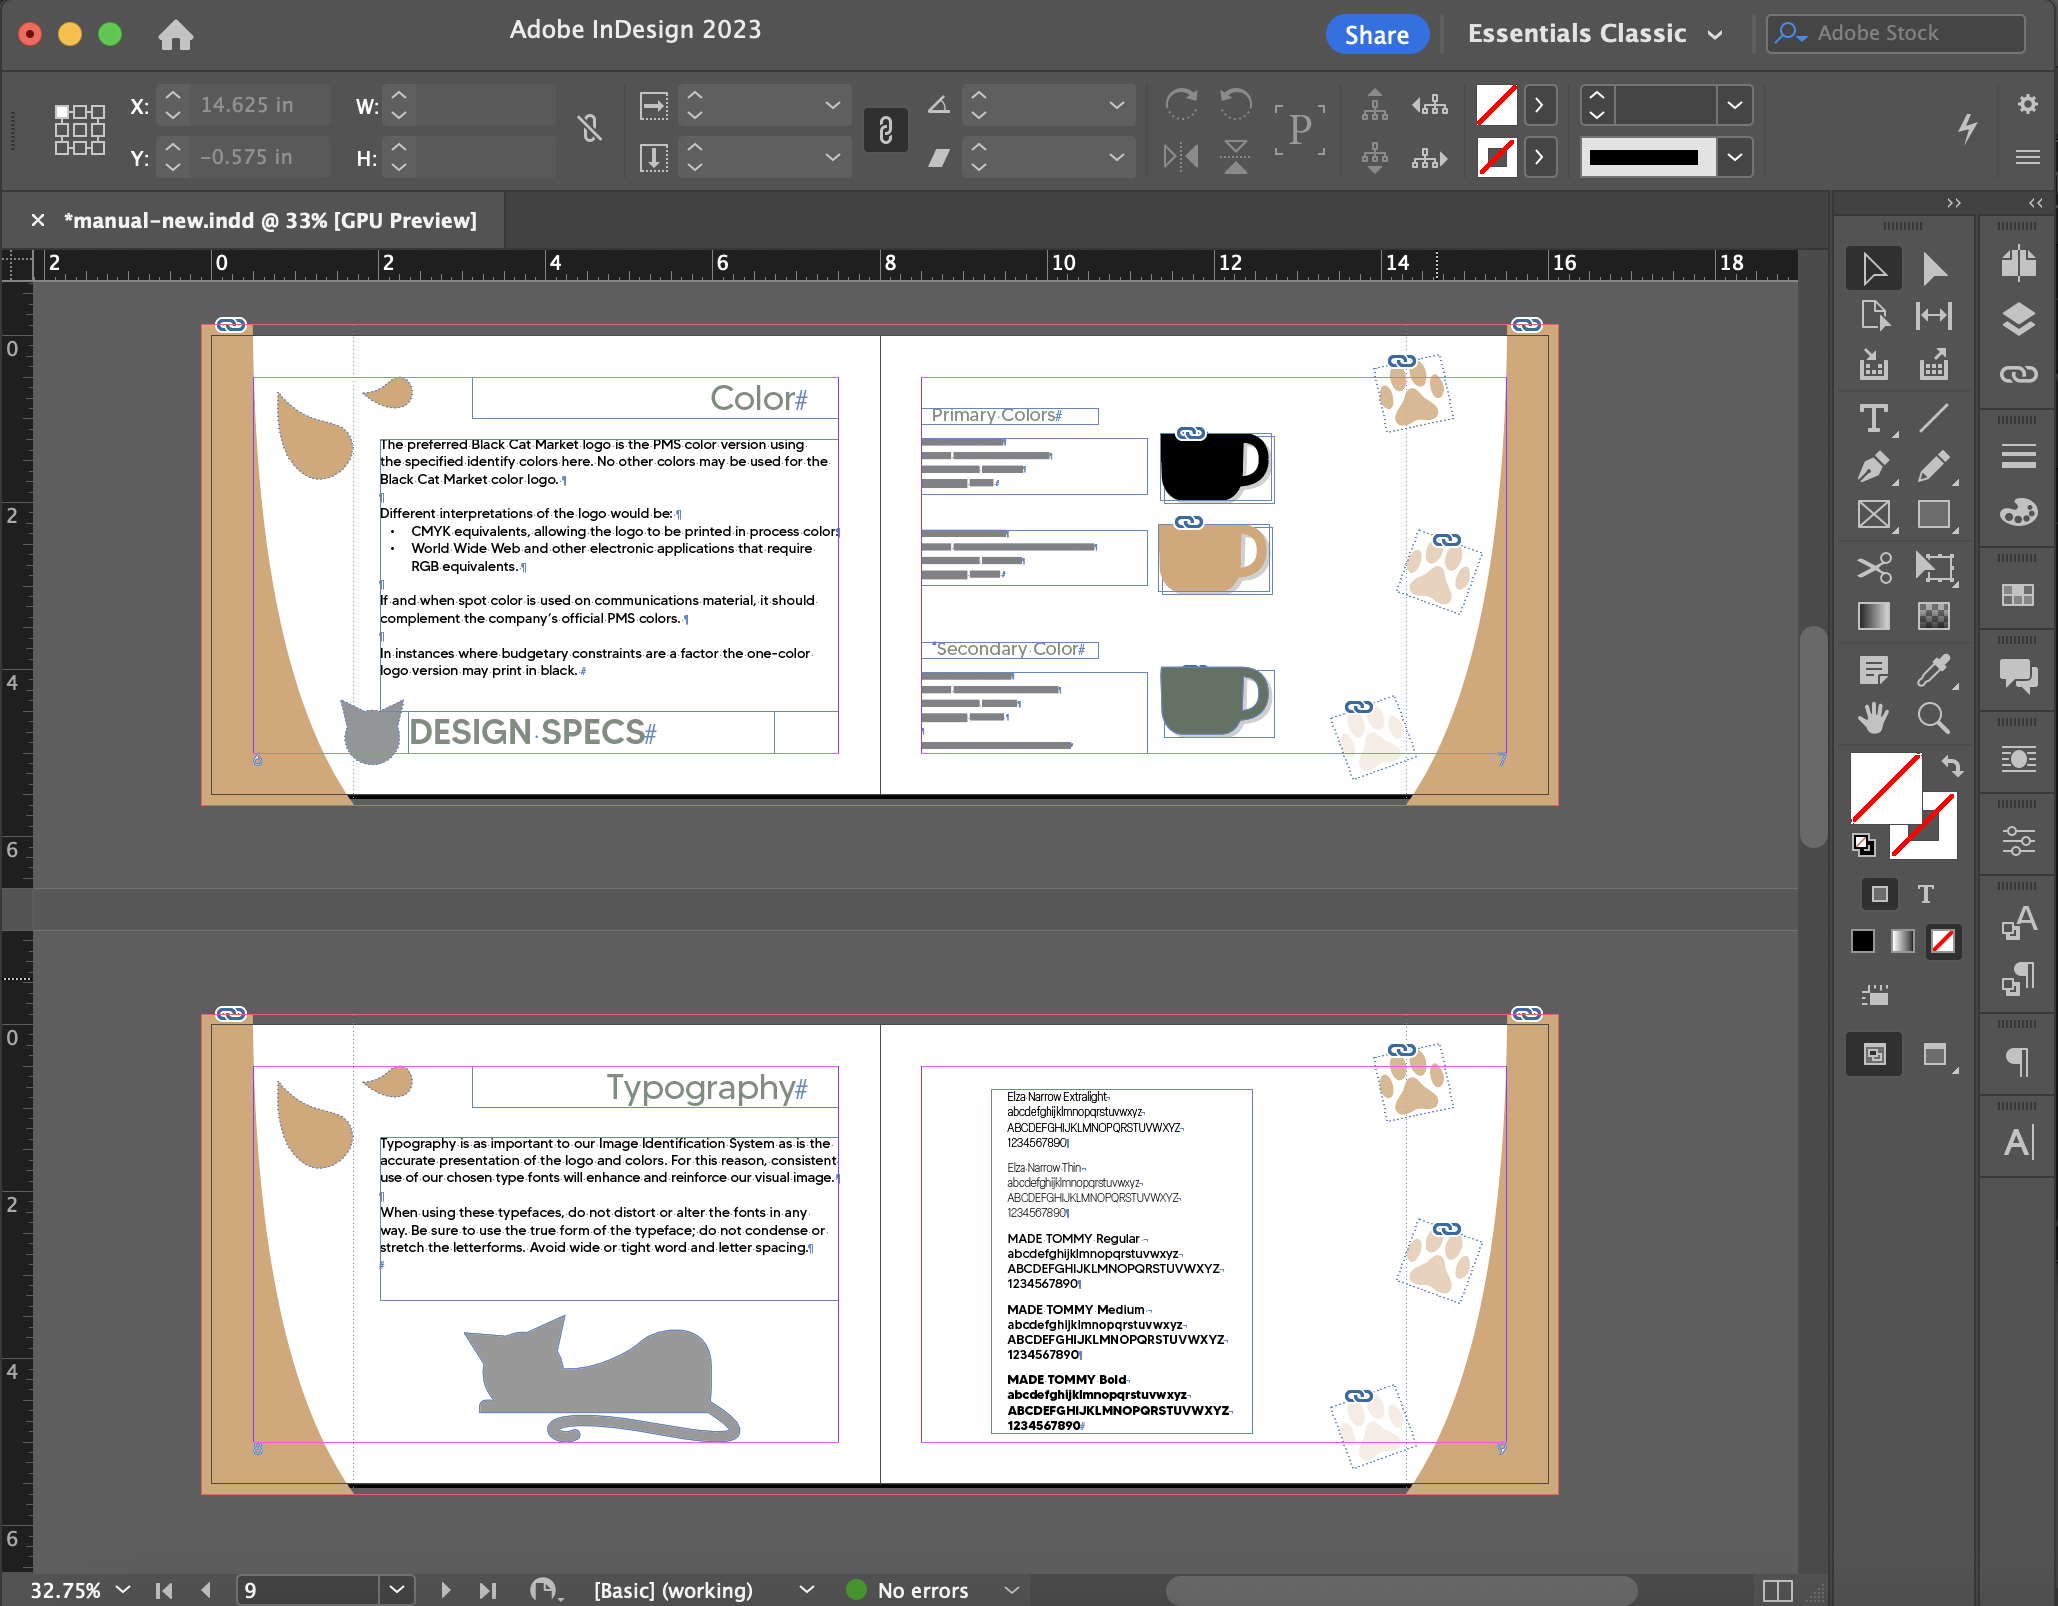 Adobe InDesign 2023
Share
Essentials Classic
Adobe Stock
X: 14.625 in
W:
Y: -0.575 in
H:
P
*manual-new.indd @ 33% [GPU Preview]
2 0 2 4 6 8 10 12 14 16 18
0
2
4
6
Color#
The preferred Black Cat Market logo is the PMS color version using
the specified identify colors here. No other colors may be used for the
Black Cat Market color logo. ¶
¶
Different interpretations of the logo would be: ¶
• CMYK equivalents, allowing the logo to be printed in process color.
• World Wide Web and other electronic applications that require
RGB equivalents. ¶
¶
If and when spot color is used on communications material, it should
complement the company's official PMS colors. ¶
¶
In instances where budgetary constraints are a factor the one-color
logo version may print in black. #
DESIGN SPECS#
6
Primary Colors#
*Secondary Color#
7
0
2
4
6
Typography#
Typography is as important to our Image Identification System as is the
accurate presentation of the logo and colors. For this reason, consistent
use of our chosen type fonts will enhance and reinforce our visual image. ¶
¶
When using these typefaces, do not distort or alter the fonts in any
way. Be sure to use the true form of the typeface; do not condense or
stretch the letterforms. Avoid wide or tight word and letter spacing.¶
#
8
Elza Narrow Extralight¬
abcdefghijklmnopqrstuvwxyz¬
ABCDEFGHIJKLMNOPQRSTUVWXYZ¬
1234567890¶
Elza Narrow Thin¬
abcdefghijklmnopqrstuvwxyz¬
ABCDEFGHIJKLMNOPQRSTUVWXYZ¬
1234567890¶
MADE TOMMY Regular ¬
abcdefghijklmnopqrstuvwxyz¬
ABCDEFGHIJKLMNOPQRSTUVWXYZ¬
1234567890¶
MADE TOMMY Medium ¬
abcdefghijklmnopqrstuvwxyz¬
ABCDEFGHIJKLMNOPQRSTUVWXYZ¬
1234567890¶
MADE TOMMY Bold¬
abcdefghijklmnopqrstuvwxyz¬
ABCDEFGHIJKLMNOPQRSTUVWXYZ¬
1234567890#
9
32.75%
9
[Basic] (working)
No errors